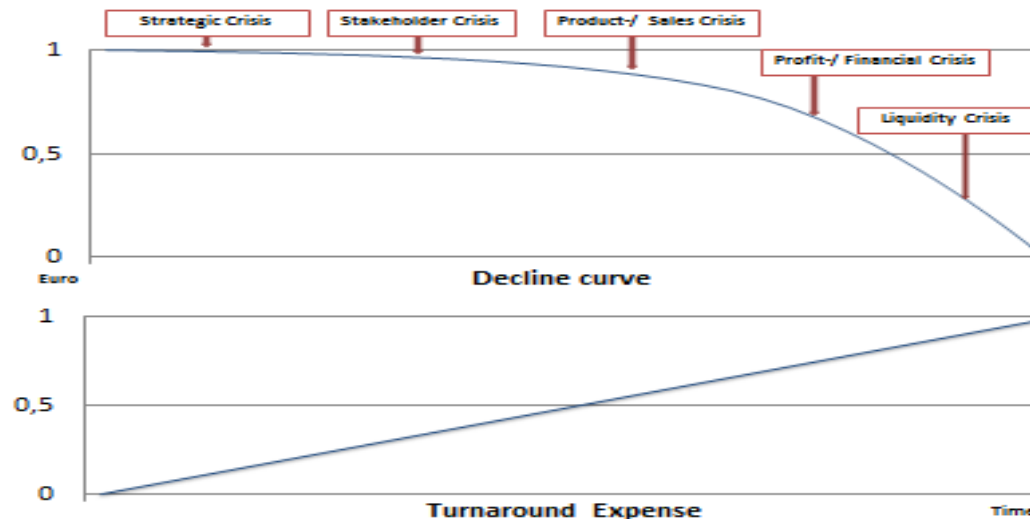 Strategic Crisis
Stakeholder Crisis
Product-/ Sales Crisis
1
Profit-/ Financial Crisis
Liquidity Crisis
0,5
0
Euro
Decline curve
1
0,5
0
Turnaround Expense
Time